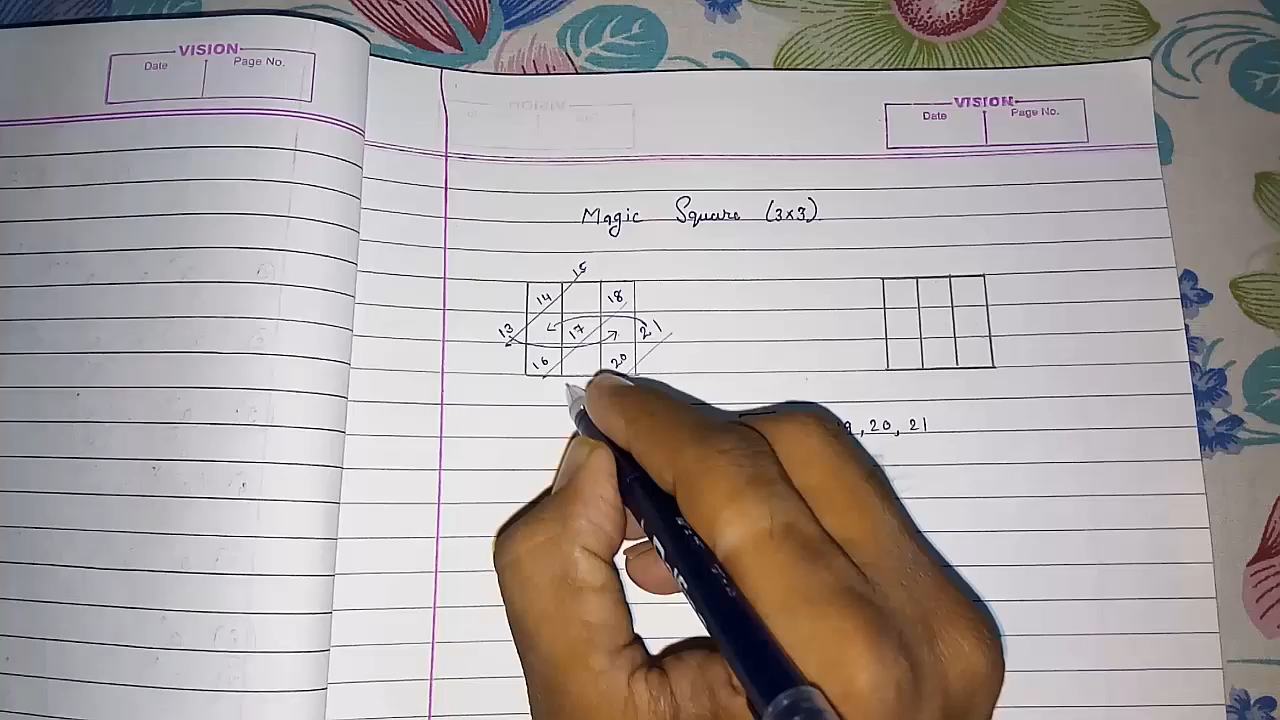 VISION
Date Page No.
VISION
Date Page No.
Magic Square (3x3)
15
14 18
13 17 21
16 20
19, 20, 21